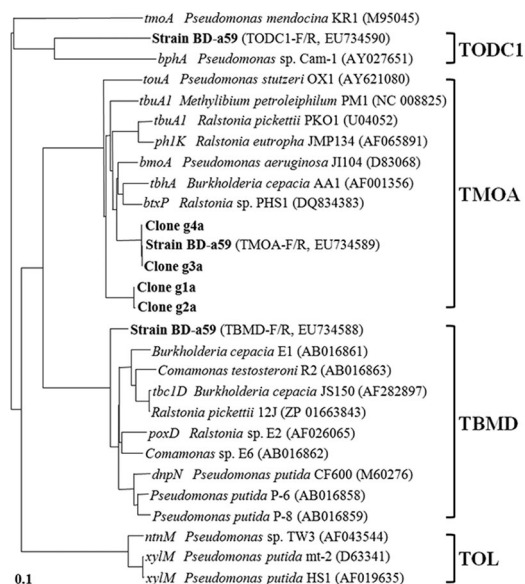 tmoA Pseudomonas mendocina KR1 (M95045)
Strain BD-a59 (TODC1-F/R, EU734590)
bphA Pseudomonas sp. Cam-1 (AY027651)
TODC1
touA Pseudomonas stutzeri OX1 (AY621080)
tbuA1 Methylibium petroleiphilum PM1 (NC 008825)
tbuA1 Ralstonia pickettii PKO1 (U04052)
ph1K Ralstonia eutropha JMP134 (AF065891)
bmoA Pseudomonas aeruginosa JI104 (D83068)
tbhA Burkholderia cepacia AA1 (AF001356)
btxP Ralstonia sp. PHS1 (DQ834383)
TMOA
Clone g4a
Strain BD-a59 (TMOA-F/R, EU734589)
Clone g3a
Clone g1a
Clone g2a
Strain BD-a59 (TBMD-F/R, EU734588)
Burkholderia cepacia E1 (AB016861)
Comamonas testosteroni R2 (AB016863)
tbc1D Burkholderia cepacia JS150 (AF282897)
Ralstonia pickettii 12J (ZP 01663843)
TBMD
poxD Ralstonia sp. E2 (AF026065)
Comamonas sp. E6 (AB016862)
dnpN Pseudomonas putida CF600 (M60276)
Pseudomonas putida P-6 (AB016858)
Pseudomonas putida P-8 (AB016859)
ntnM Pseudomonas sp. TW3 (AF043544)
xylM Pseudomonas putida mt-2 (D63341)
TOL
xylM Pseudomonas putida HS1 (AF019635)
0.1